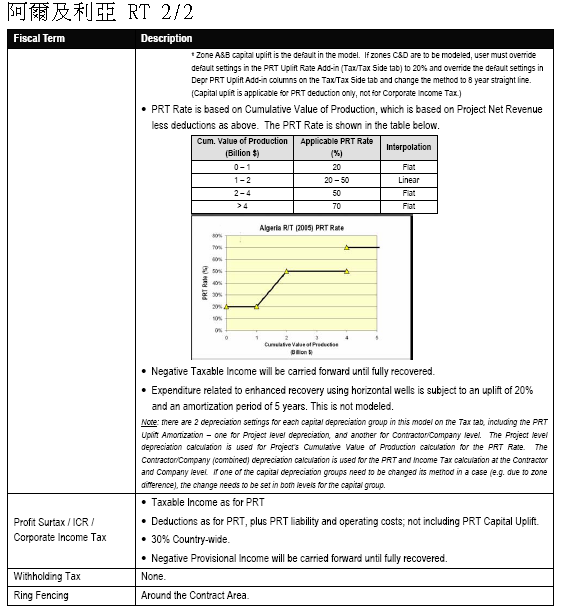 阿爾及利亞 RT 2/2
Fiscal Term
Description
⁶ Zone A&B capital uplift is the default in the model. If zones C&D are to be modeled, user must override
default settings in the PRT Uplift Rate Add-in (Tax/Tax Side tab) to 20% and override the default settings in
Depr PRT Uplift Add-in columns on the Tax/Tax Side tab and change the method to 8 year straight line.
(Capital uplift is applicable for PRT deduction only, not for Corporate Income Tax.)
• PRT Rate is based on Cumulative Value of Production, which is based on Project Net Revenue
less deductions as above. The PRT Rate is shown in the table below.
Cum. Value of Production (Billion $) Applicable PRT Rate (%) Interpolation
0 – 1 20 Flat
1 – 2 20 – 50 Linear
2 – 4 50 Flat
> 4 70 Flat
Algeria R/T (2005) PRT Rate
80%
70%
60%
50%
40%
30%
20%
10%
0%
PRT Rate (%)
0 1 2 3 4 5
Cumulative Value of Production
(Billion $)
• Negative Taxable Income will be carried forward until fully recovered.
• Expenditure related to enhanced recovery using horizontal wells is subject to an uplift of 20%
and an amortization period of 5 years. This is not modeled.
Note: there are 2 depreciation settings for each capital depreciation group in this model on the Tax tab, including the PRT
Uplift Amortization – one for Project level depreciation, and another for Contractor/Company level. The Project level
depreciation calculation is used for Project's Cumulative Value of Production calculation for the PRT Rate. The
Contractor/Company (combined) depreciation calculation is used for the PRT and Income Tax calculation at the Contractor
and Company level. If one of the capital depreciation groups need to be changed its method in a case (e.g. due to zone
difference), the change needs to be set in both levels for the capital group.
Profit Surtax / ICR /
Corporate Income Tax
• Taxable Income as for PRT
• Deductions as for PRT, plus PRT liability and operating costs; not including PRT Capital Uplift.
• 30% Country-wide.
• Negative Provisional Income will be carried forward until fully recovered.
Withholding Tax
None.
Ring Fencing
Around the Contract Area.